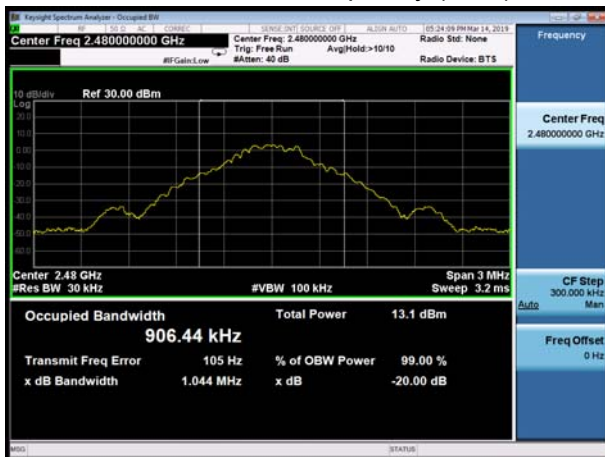 Keysight Spectrum Analyzer - Occupied BW
RF 50 Ω AC CORREC SENSE:INT SOURCE OFF ALIGN AUTO 05:24:09 PM Mar 14, 2019
Center Freq 2.480000000 GHz
Center Freq: 2.480000000 GHz
Radio Std: None
Trig: Free Run Avg|Hold:>10/10
#IFGain:Low #Atten: 40 dB Radio Device: BTS
Frequency
10 dB/div Ref 30.00 dBm
Log
20.0
10.0
0.00
-10.0
-20.0
-30.0
-40.0
-50.0
-60.0
Center Freq
2.480000000 GHz
Center 2.48 GHz Span 3 MHz
#Res BW 30 kHz #VBW 100 kHz Sweep 3.2 ms
CF Step
300.000 kHz
Auto Man
Occupied Bandwidth Total Power 13.1 dBm
906.44 kHz
Transmit Freq Error 105 Hz % of OBW Power 99.00 %
x dB Bandwidth 1.044 MHz x dB -20.00 dB
Freq Offset
0 Hz
MSG STATUS